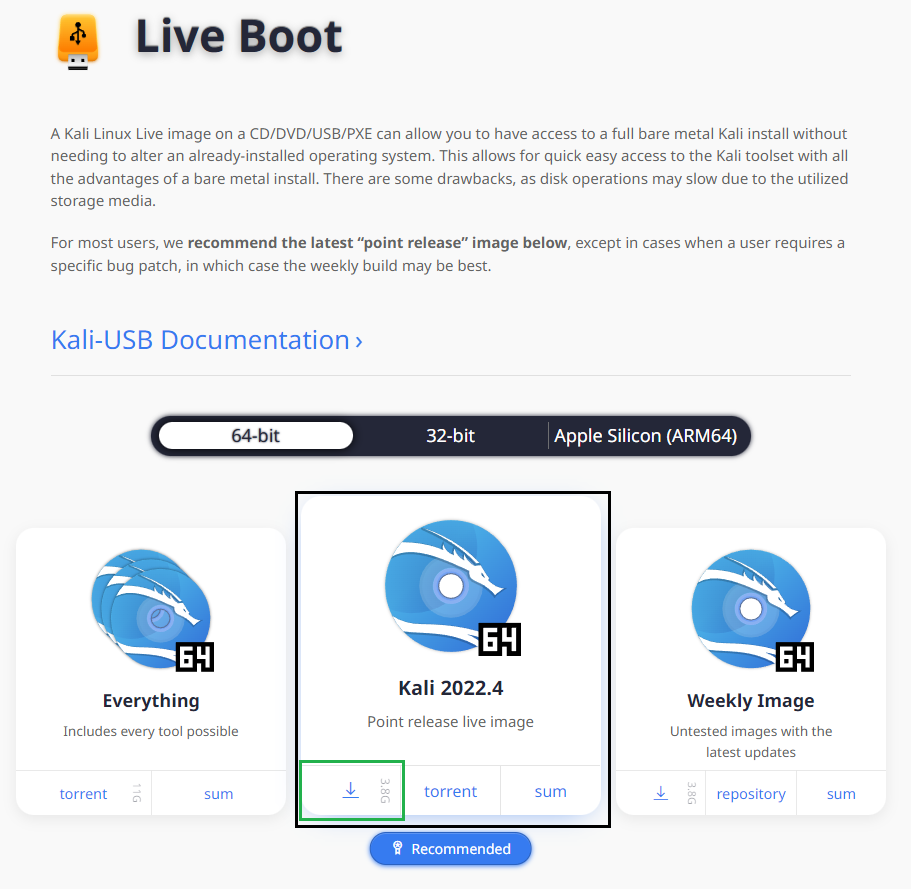 Live Boot
A Kali Linux Live image on a CD/DVD/USB/PXE can allow you to have access to a full bare metal Kali install without
needing to alter an already-installed operating system. This allows for quick easy access to the Kali toolset with all
the advantages of a bare metal install. There are some drawbacks, as disk operations may slow due to the utilized
storage media.
For most users, we recommend the latest “point release” image below, except in cases when a user requires a
specific bug patch, in which case the weekly build may be best.
Kali-USB Documentation ›
64-bit 32-bit Apple Silicon (ARM64)
64
Everything
Includes every tool possible
torrent 11G sum
64
Kali 2022.4
Point release live image
3.8G torrent sum
Recommended
64
Weekly Image
Untested images with the
latest updates
3.8G repository sum